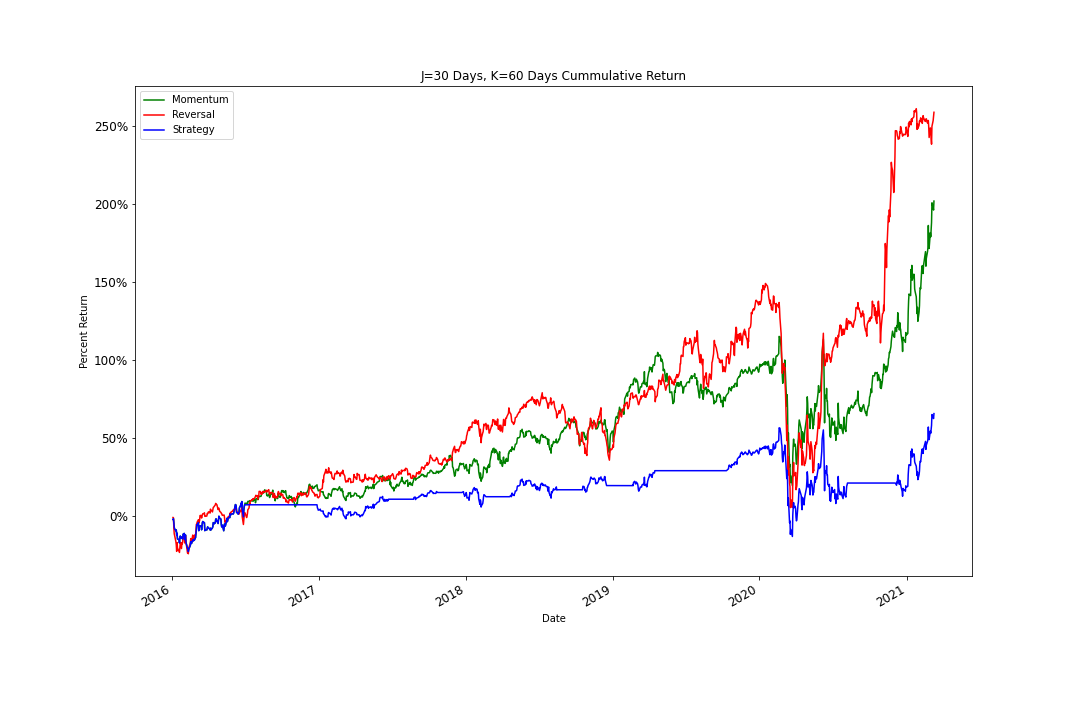 J=30 Days, K=60 Days Cummulative Return
Momentum
Reversal
Strategy
250%
200%
150%
100%
50%
0%
Percent Return
2016
2017
2018
2019
2020
2021
Date